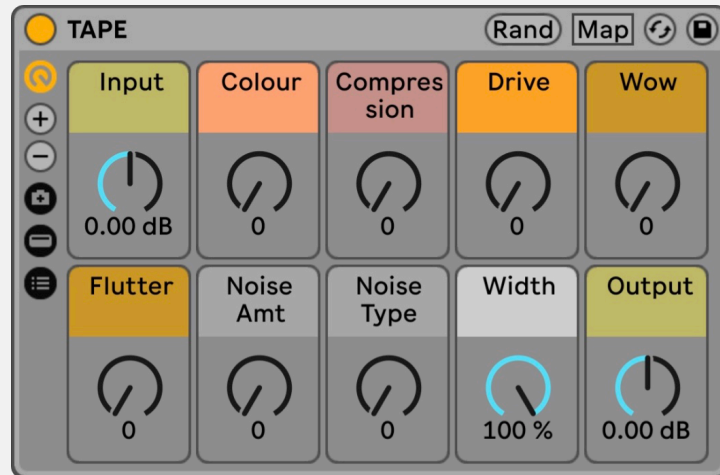 TAPE Rand Map
Input Colour Compres Drive Wow
sion
0.00 dB 0 0 0 0
Flutter Noise Noise Width Output
Amt Type
0 0 0 100 % 0.00 dB